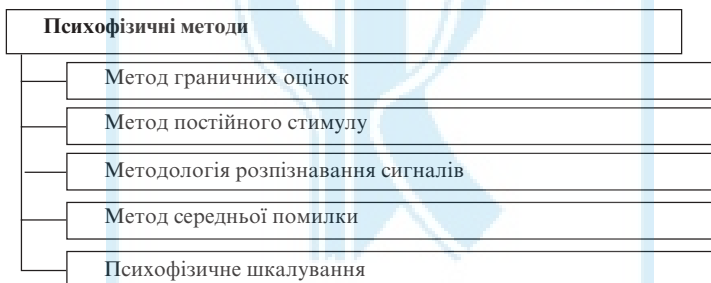 Психофізичні методи
Метод граничних оцінок
Метод постійного стимулу
Методологія розпізнавання сигналів
Метод середньої помилки
Психофізичне шкалування